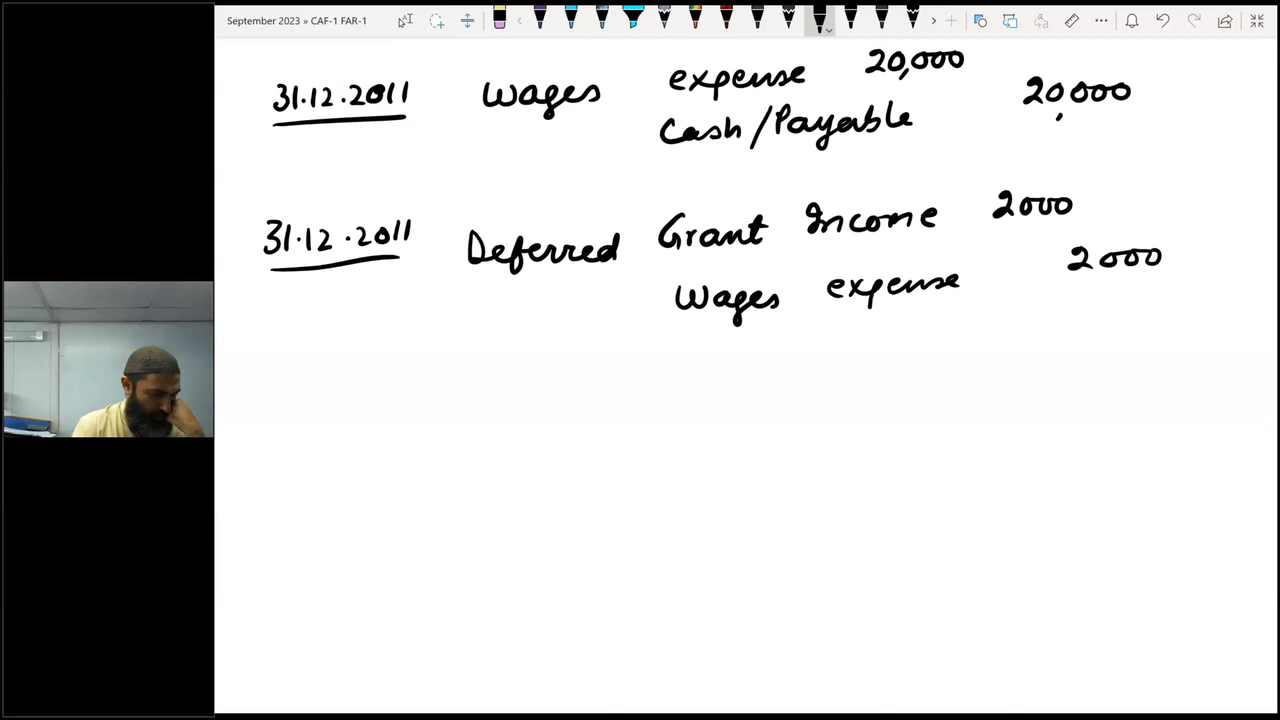 September 2023 » CAF-1 FAR-1
31.12.2011 Wages expense 20,000
Cash/Payable 20,000
31.12.2011 Deferred Grant Income 2000
Wages expense 2000